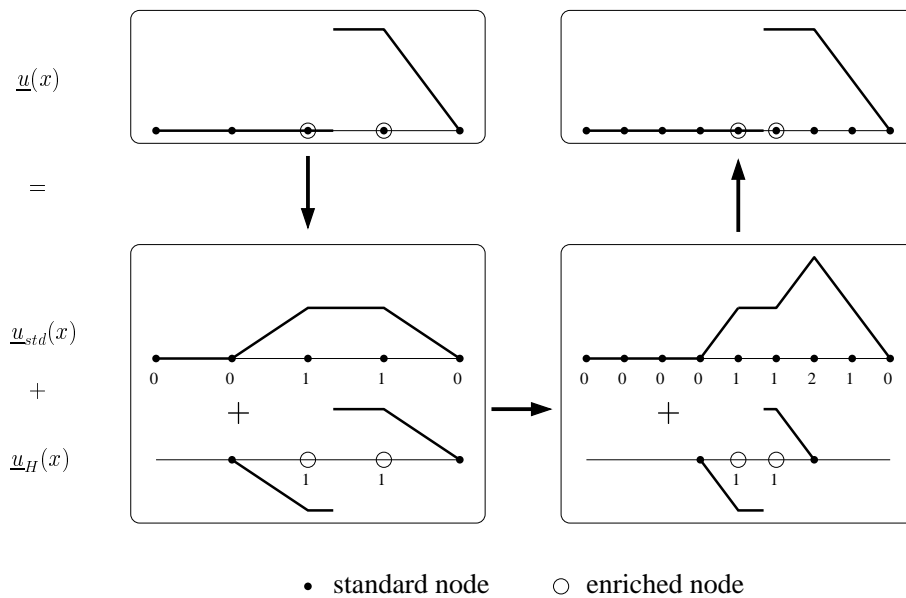 u(x)
=
u_std(x)
0 0 1 1 0
0 0 0 0 1 1 2 1 0
+
+ +
u_H(x)
1 1
1 1
standard node
enriched node